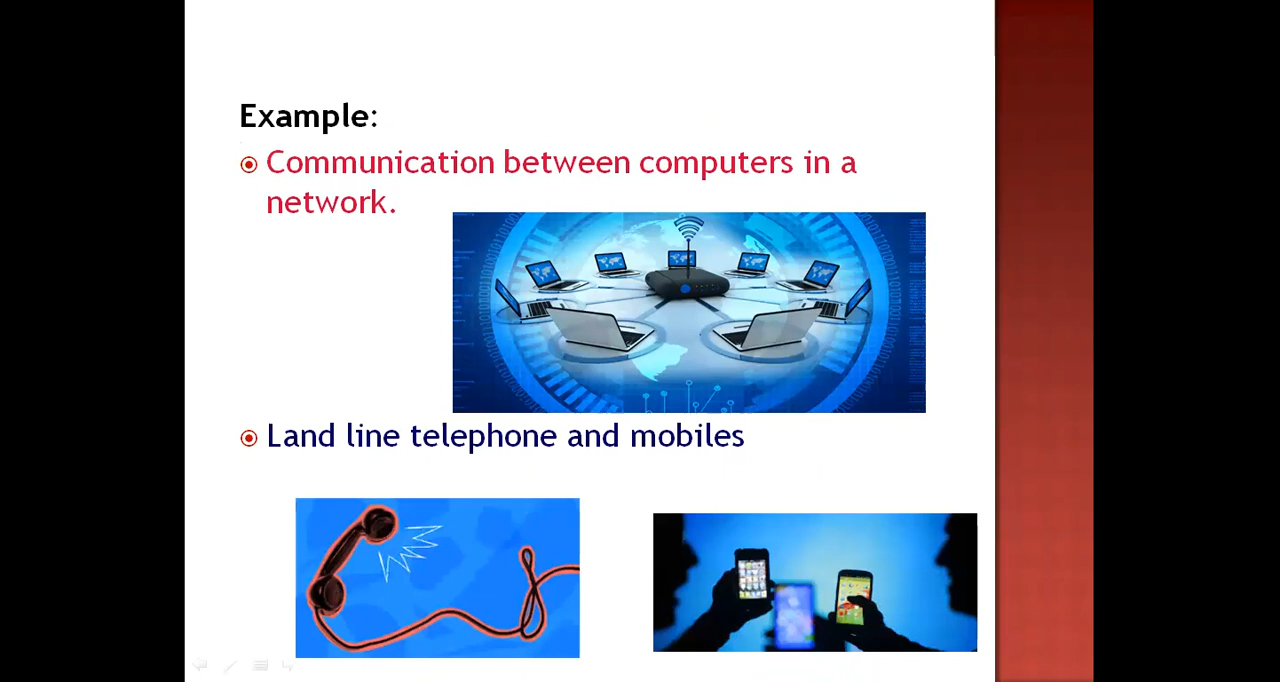 Example:
Communication between computers in a
network.
Land line telephone and mobiles